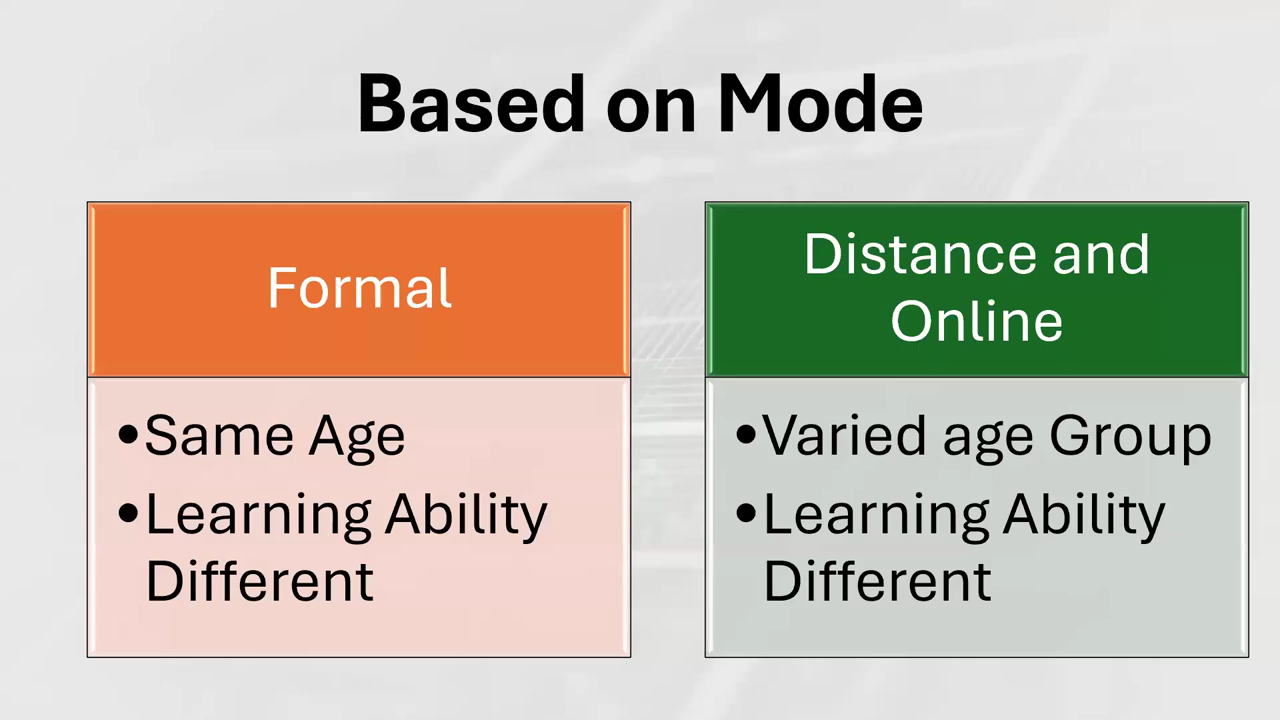 Based on Mode
Formal
•Same Age
•Learning Ability
Different
Distance and
Online
•Varied age Group
•Learning Ability
Different